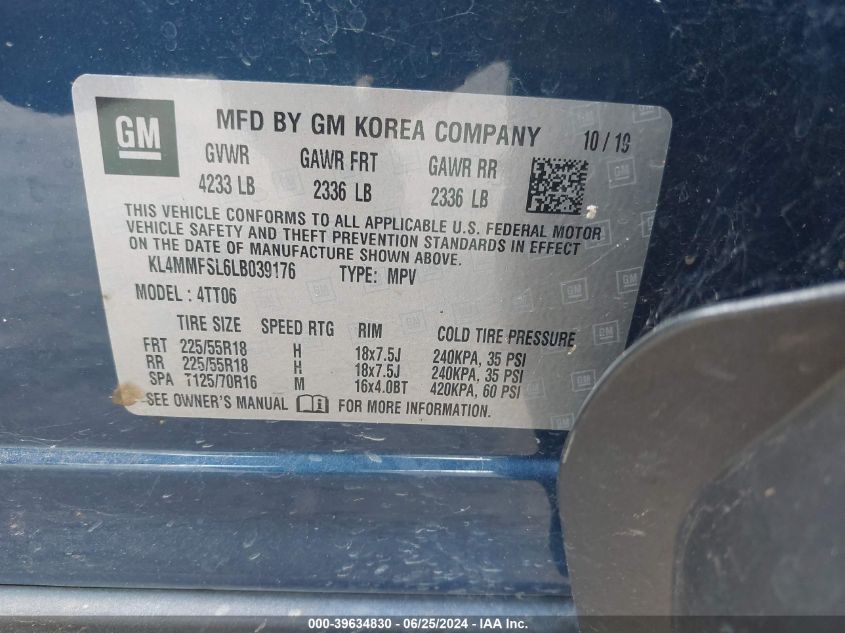 GM MFD BY GM KOREA COMPANY 10 / 19
GVWR GAWR FRT GAWR RR
4233 LB 2336 LB 2336 LB
THIS VEHICLE CONFORMS TO ALL APPLICABLE U.S. FEDERAL MOTOR
VEHICLE SAFETY AND THEFT PREVENTION STANDARDS IN EFFECT
ON THE DATE OF MANUFACTURE SHOWN ABOVE.
KL4MMFSL6LB039176 TYPE: MPV
MODEL : 4TT06
TIRE SIZE SPEED RTG RIM COLD TIRE PRESSURE
FRT 225/55R18 H 18x7.5J 240KPA, 35 PSI
RR 225/55R18 H 18x7.5J 240KPA, 35 PSI
SPA T125/70R16 M 16x4.0BT 420KPA, 60 PSI
SEE OWNER'S MANUAL FOR MORE INFORMATION.
000-39634830 - 06/25/2024 - IAA Inc.